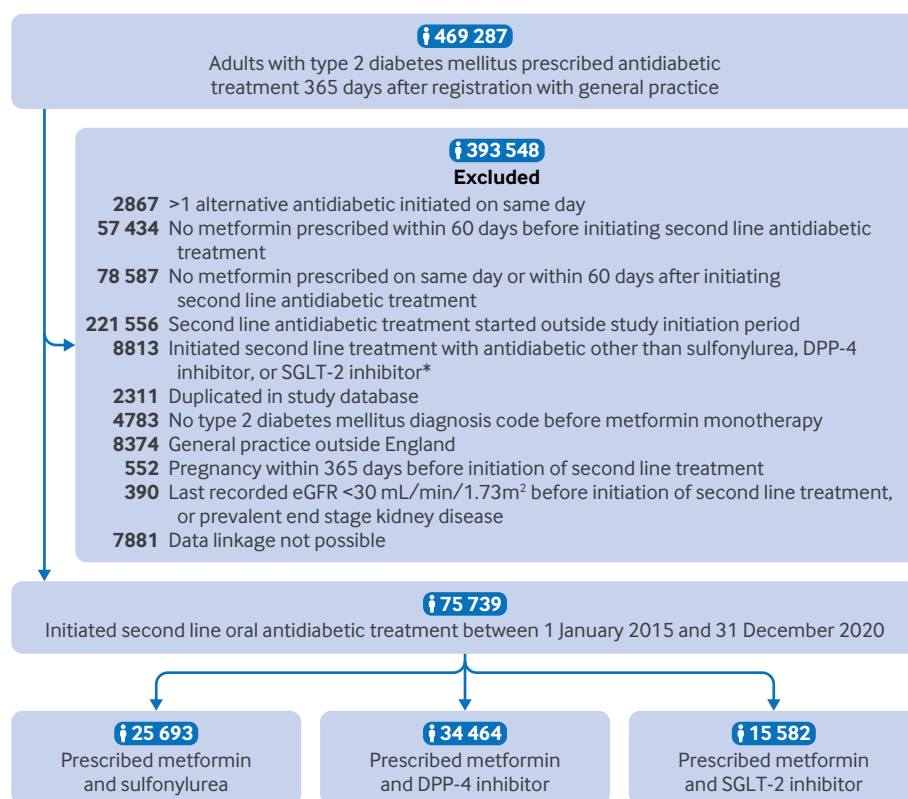 469 287
Adults with type 2 diabetes mellitus prescribed antidiabetic
treatment 365 days after registration with general practice
393 548
Excluded
2867 >1 alternative antidiabetic initiated on same day
57 434 No metformin prescribed within 60 days before initiating second line antidiabetic
treatment
78 587 No metformin prescribed on same day or within 60 days after initiating
second line antidiabetic treatment
221 556 Second line antidiabetic treatment started outside study initiation period
8813 Initiated second line treatment with antidiabetic other than sulfonylurea, DPP-4
inhibitor, or SGLT-2 inhibitor*
2311 Duplicated in study database
4783 No type 2 diabetes mellitus diagnosis code before metformin monotherapy
8374 General practice outside England
552 Pregnancy within 365 days before initiation of second line treatment
390 Last recorded eGFR <30 mL/min/1.73m² before initiation of second line treatment,
or prevalent end stage kidney disease
7881 Data linkage not possible
75 739
Initiated second line oral antidiabetic treatment between 1 January 2015 and 31 December 2020
25 693
Prescribed metformin
and sulfonylurea
34 464
Prescribed metformin
and DPP-4 inhibitor
15 582
Prescribed metformin
and SGLT-2 inhibitor